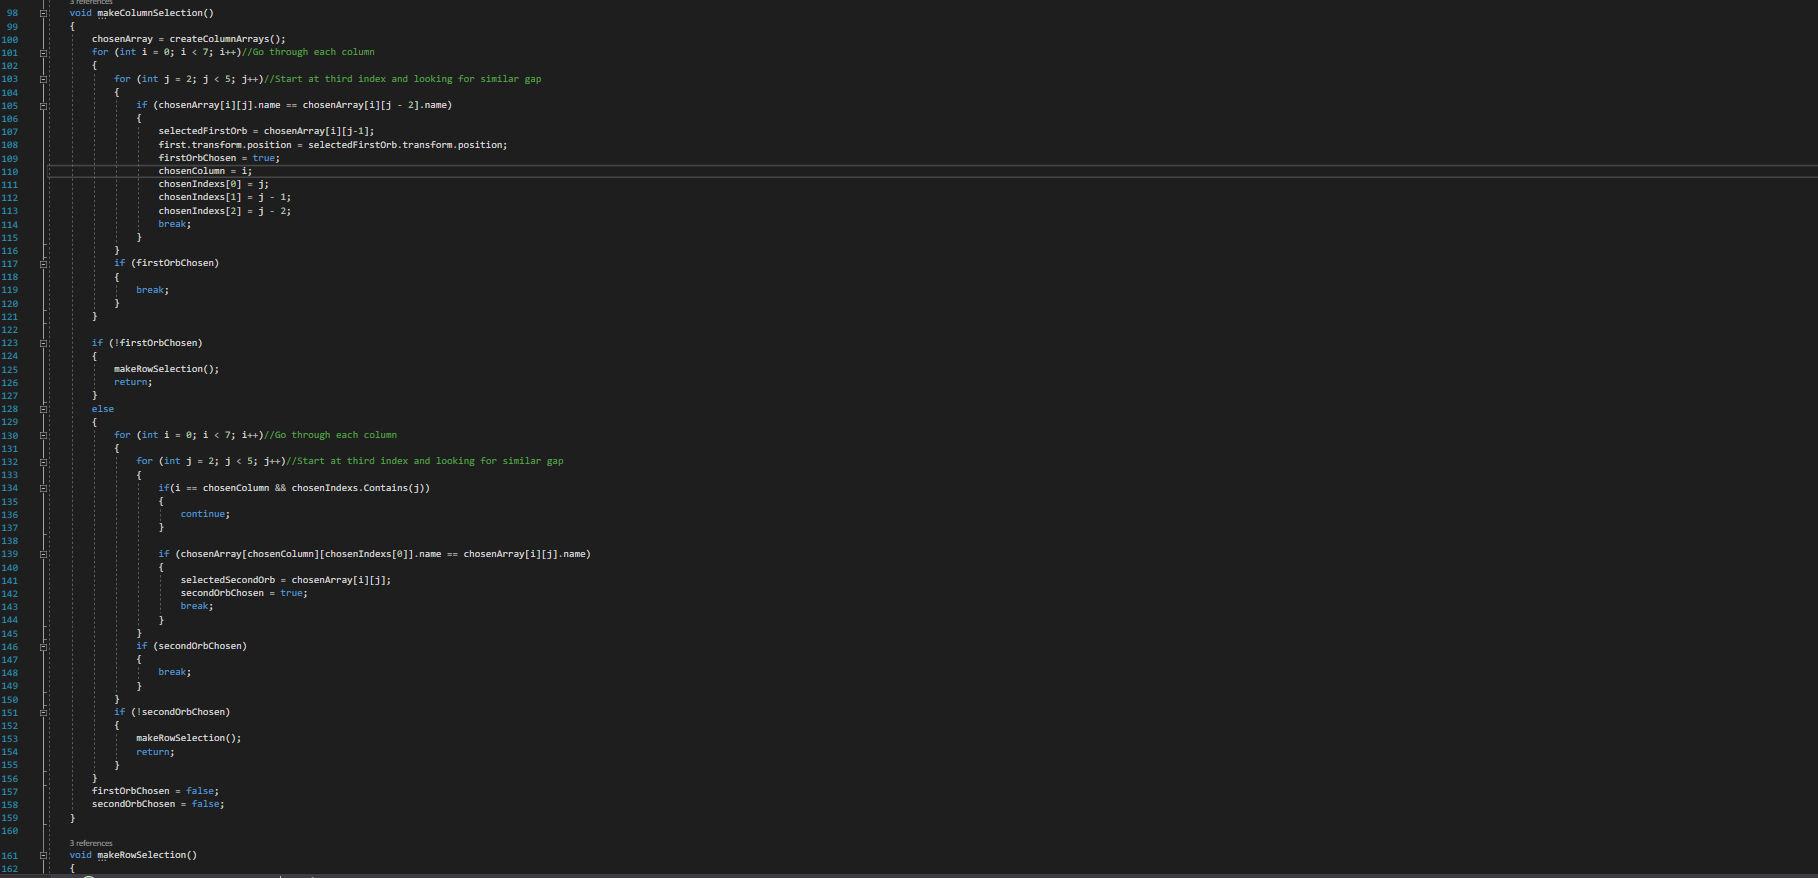 3 references
98 void makeColumnSelection()
99 {
100 chosenArray = createColumnArrays();
101 for (int i = 0; i < 7; i++)//Go through each column
102 {
103 for (int j = 2; j < 5; j++)//Start at third index and looking for similar gap
104 {
105 if (chosenArray[i][j].name == chosenArray[i][j - 2].name)
106 {
107 selectedFirstOrb = chosenArray[i][j-1];
108 first.transform.position = selectedFirstOrb.transform.position;
109 firstOrbChosen = true;
110 chosenColumn = i;
111 chosenIndexs[0] = j;
112 chosenIndexs[1] = j - 1;
113 chosenIndexs[2] = j - 2;
114 break;
115 }
116 }
117 if (firstOrbChosen)
118 {
119 break;
120 }
121 }
122
123 if (!firstOrbChosen)
124 {
125 makeRowSelection();
126 return;
127 }
128 else
129 {
130 for (int i = 0; i < 7; i++)//Go through each column
131 {
132 for (int j = 2; j < 5; j++)//Start at third index and looking for similar gap
133 {
134 if(i == chosenColumn && chosenIndexs.Contains(j))
135 {
136 continue;
137 }
138
139 if (chosenArray[chosenColumn][chosenIndexs[0]].name == chosenArray[i][j].name)
140 {
141 selectedSecondOrb = chosenArray[i][j];
142 secondOrbChosen = true;
143 break;
144 }
145 }
146 if (secondOrbChosen)
147 {
148 break;
149 }
150 }
151 if (!secondOrbChosen)
152 {
153 makeRowSelection();
154 return;
155 }
156 }
157 firstOrbChosen = false;
158 secondOrbChosen = false;
159 }
160
3 references
161 void makeRowSelection()
162 {